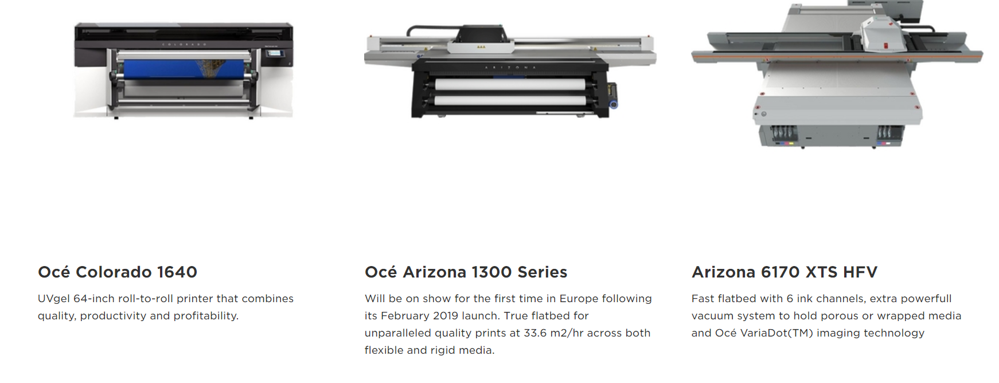 COLORADO
ARIZONA
Océ Colorado 1640
UVgel 64-inch roll-to-roll printer that combines
quality, productivity and profitability.
Océ Arizona 1300 Series
Will be on show for the first time in Europe following
its February 2019 launch. True flatbed for
unparalleled quality prints at 33.6 m2/hr across both
flexible and rigid media.
Arizona 6170 XTS HFV
Fast flatbed with 6 ink channels, extra powerfull
vacuum system to hold porous or wrapped media
and Océ VariaDot(TM) imaging technology